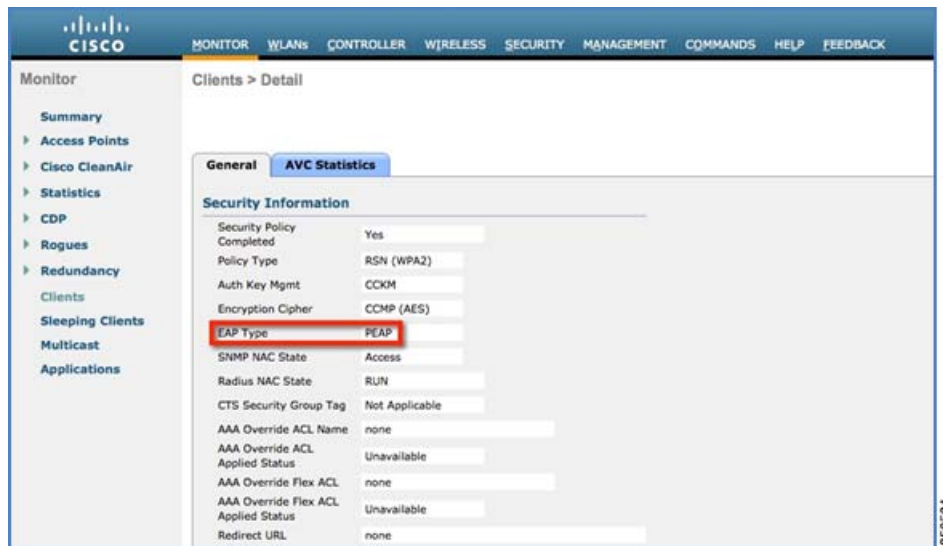 CISCO
MONITOR WLANs CONTROLLER WIRELESS SECURITY MANAGEMENT COMMANDS HELP FEEDBACK
Monitor
Summary
Access Points
Cisco CleanAir
Statistics
CDP
Rogues
Redundancy
Clients
Sleeping Clients
Multicast
Applications
Clients > Detail
General AVC Statistics
Security Information
Security Policy Completed Yes
Policy Type RSN (WPA2)
Auth Key Mgmt CCKM
Encryption Cipher CCMP (AES)
EAP Type PEAP
SNMP NAC State Access
Radius NAC State RUN
CTS Security Group Tag Not Applicable
AAA Override ACL Name none
AAA Override ACL Applied Status Unavailable
AAA Override Flex ACL none
AAA Override Flex ACL Applied Status Unavailable
Redirect URL none